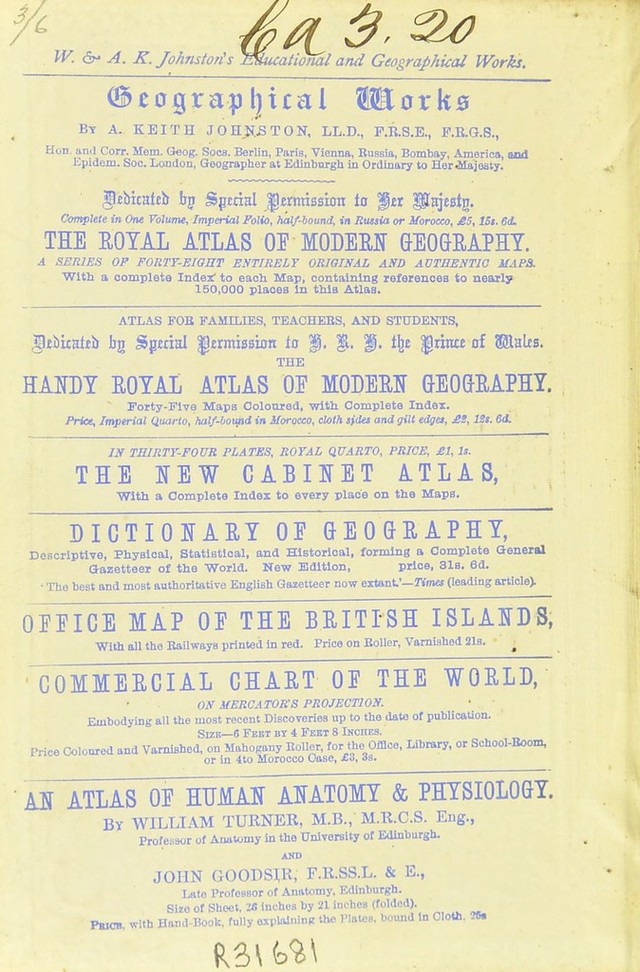 3/6
Ca 3. 20
W. & A. K. Johnston's Educational and Geographical Works.
Geographical Works
By A. KEITH JOHNSTON, LL.D., F.R.S.E., F.R.G.S.,
Hon. and Corr. Mem. Geog. Socs. Berlin, Paris, Vienna, Russia, Bombay, America, and
Epidem. Soc. London, Geographer at Edinburgh in Ordinary to Her Majesty.
Dedicated by Special Permission to Her Majesty.
Complete in One Volume, Imperial Folio, half-bound, in Russia or Morocco, £5, 15s. 6d.
THE ROYAL ATLAS OF MODERN GEOGRAPHY.
A SERIES OF FORTY-EIGHT ENTIRELY ORIGINAL AND AUTHENTIC MAPS.
With a complete Index to each Map, containing references to nearly
150,000 places in this Atlas.
ATLAS FOR FAMILIES, TEACHERS, AND STUDENTS,
Dedicated by Special Permission to H. R. H. the Prince of Wales.
THE
HANDY ROYAL ATLAS OF MODERN GEOGRAPHY.
Forty-Five Maps Coloured, with Complete Index.
Price, Imperial Quarto, half-bound in Morocco, cloth sides and gilt edges, £2, 12s. 6d.
IN THIRTY-FOUR PLATES, ROYAL QUARTO, PRICE, £1, 1s.
THE NEW CABINET ATLAS,
With a Complete Index to every place on the Maps.
DICTIONARY OF GEOGRAPHY,
Descriptive, Physical, Statistical, and Historical, forming a Complete General
Gazetteer of the World. New Edition, price, 31s. 6d.
'The best and most authoritative English Gazetteer now extant.'—Times (leading article).
OFFICE MAP OF THE BRITISH ISLANDS,
With all the Railways printed in red. Price on Roller, Varnished 21s.
COMMERCIAL CHART OF THE WORLD,
ON MERCATOR'S PROJECTION.
Embodying all the most recent Discoveries up to the date of publication.
Size—6 Feet by 4 Feet 8 Inches.
Price Coloured and Varnished, on Mahogany Roller, for the Office, Library, or School-Room,
or in 4to Morocco Case, £3, 3s.
AN ATLAS OF HUMAN ANATOMY & PHYSIOLOGY.
By WILLIAM TURNER, M.B., M.R.C.S. Eng.,
Professor of Anatomy in the University of Edinburgh.
AND
JOHN GOODSIR, F.R.SS.L. & E.,
Late Professor of Anatomy, Edinburgh.
Size of Sheet, 26 inches by 21 inches (folded).
Price, with Hand-Book, fully explaining the Plates, bound in Cloth, 25s
R31681